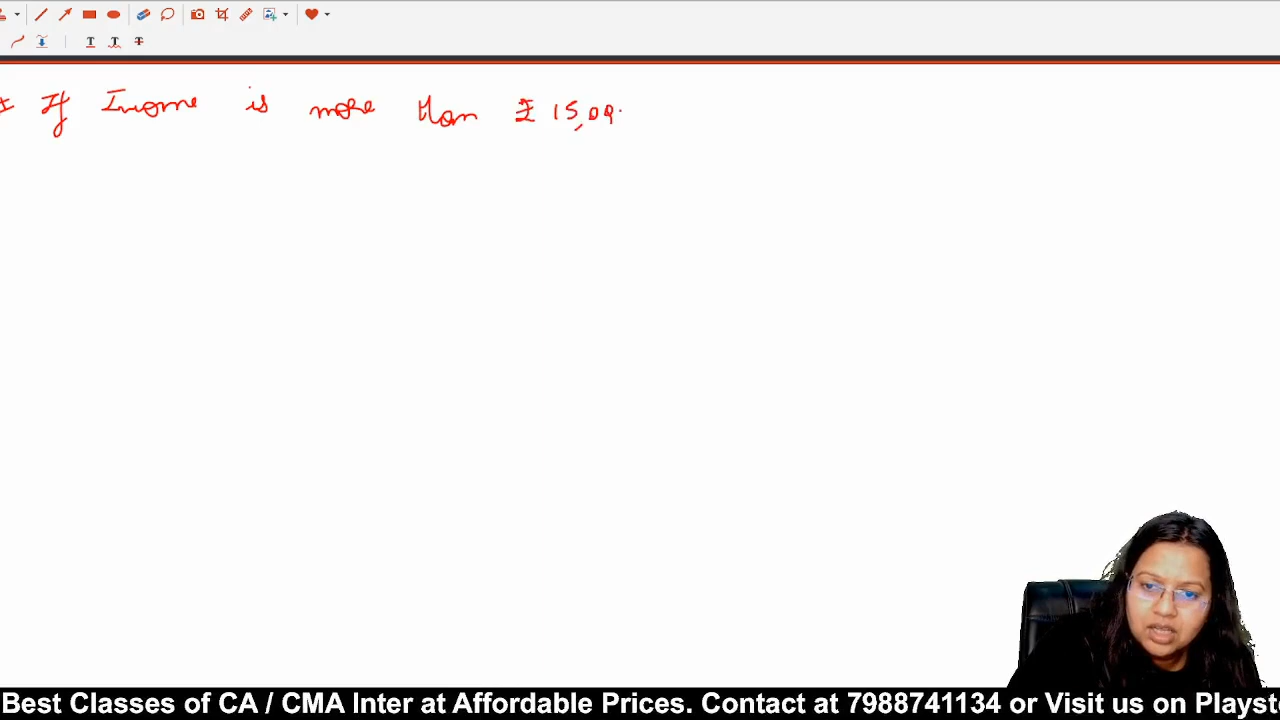 If Income is more than ₹ 15,00
Best Classes of CA / CMA Inter at Affordable Prices. Contact at 7988741134 or Visit us on Playst